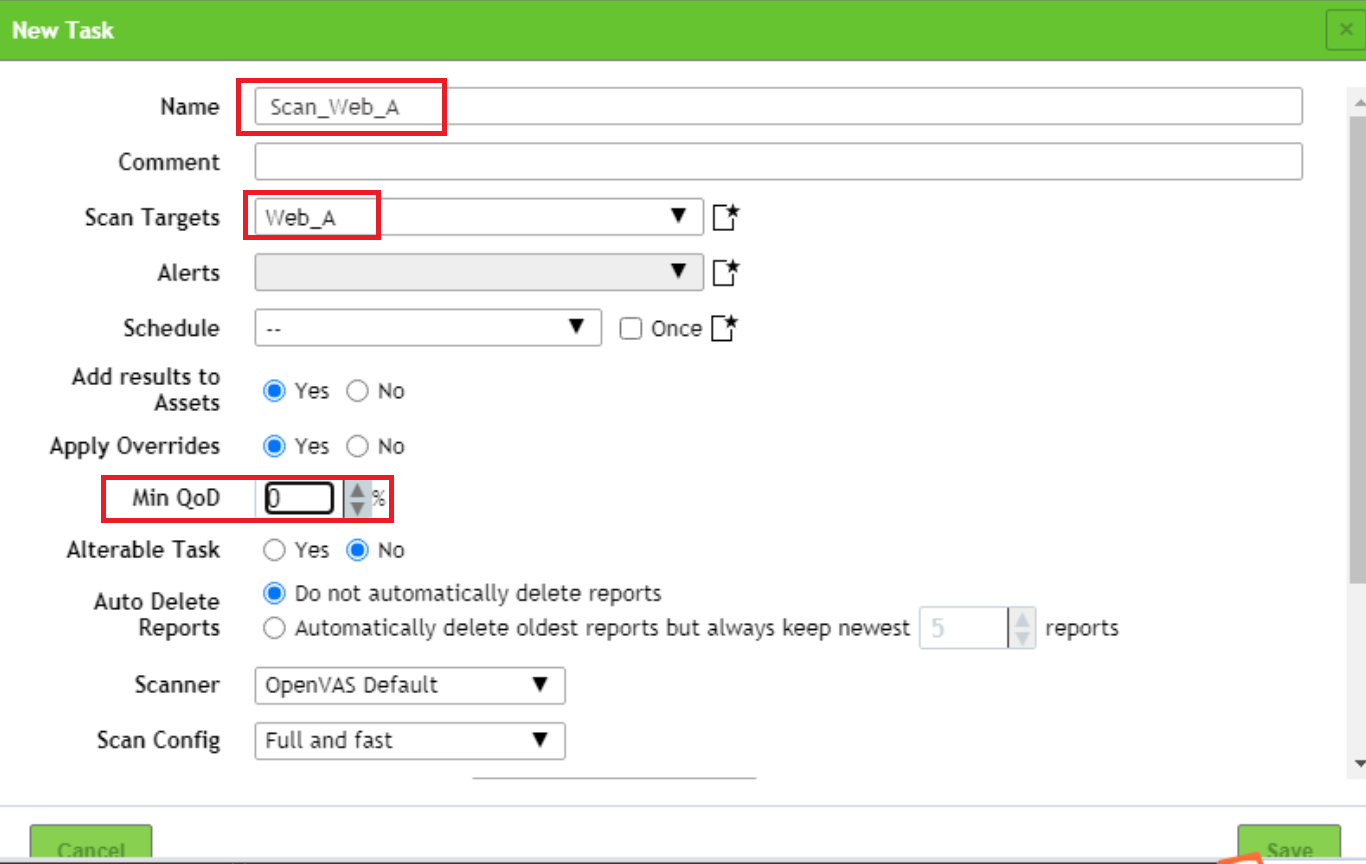 New Task
Name Scan_Web_A
Comment
Scan Targets Web_A
Alerts
Schedule -- Once
Add results to
Assets
Yes No
Apply Overrides Yes No
Min QoD 0 %
Alterable Task Yes No
Auto Delete
Reports
Do not automatically delete reports
Automatically delete oldest reports but always keep newest 5 reports
Scanner OpenVAS Default
Scan Config Full and fast
Cancel Save